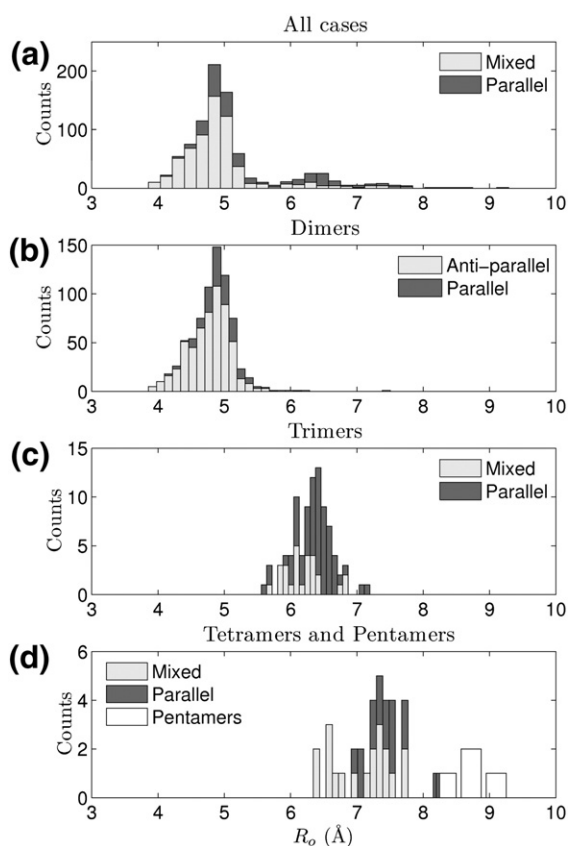 All cases
(a)
Counts
200
100
0
Mixed
Parallel
3 4 5 6 7 8 9 10
Dimers
(b)
Counts
150
100
50
0
Anti-parallel
Parallel
3 4 5 6 7 8 9 10
Trimers
(c)
Counts
15
10
5
0
Mixed
Parallel
3 4 5 6 7 8 9 10
Tetramers and Pentamers
(d)
Counts
6
4
2
0
Mixed
Parallel
Pentamers
3 4 5 6 7 8 9 10
Ro (Å)